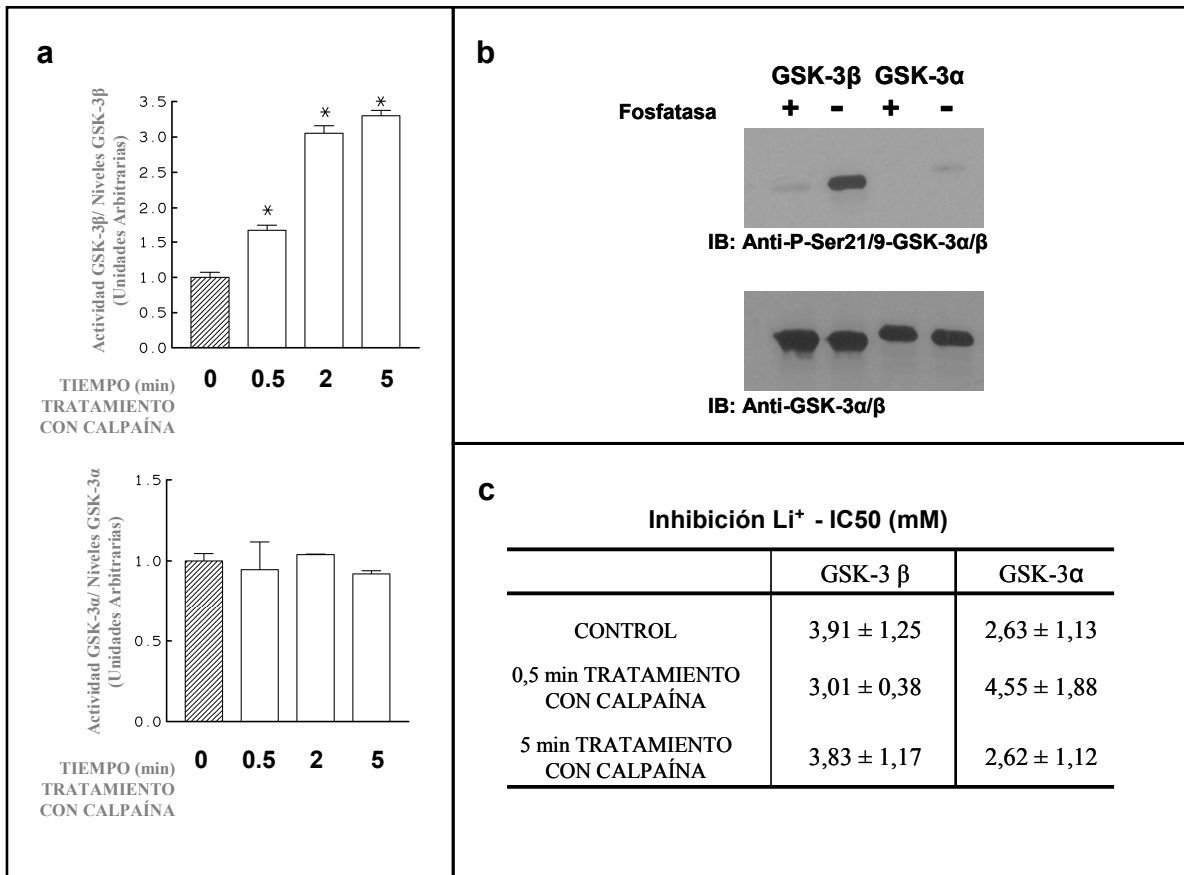 a
Actividad GSK-3β/ Niveles GSK-3β
(Unidades Arbitrarias)
3.5
3.0
2.5
2.0
1.5
1.0
0.5
0.0
*
*
*
0 0.5 2 5
TIEMPO (min)
TRATAMIENTO
CON CALPAÍNA
Actividad GSK-3α/ Niveles GSK-3α
(Unidades Arbitrarias)
1.5
1.0
0.5
0.0
0 0.5 2 5
TIEMPO (min)
TRATAMIENTO
CON CALPAÍNA
b
GSK-3β GSK-3α
Fosfatasa + - + -
IB: Anti-P-Ser21/9-GSK-3α/β
IB: Anti-GSK-3α/β
c
Inhibición Li⁺ - IC50 (mM)
GSK-3 β GSK-3α
CONTROL 3,91 ± 1,25 2,63 ± 1,13
0,5 min TRATAMIENTO
CON CALPAÍNA 3,01 ± 0,38 4,55 ± 1,88
5 min TRATAMIENTO
CON CALPAÍNA 3,83 ± 1,17 2,62 ± 1,12